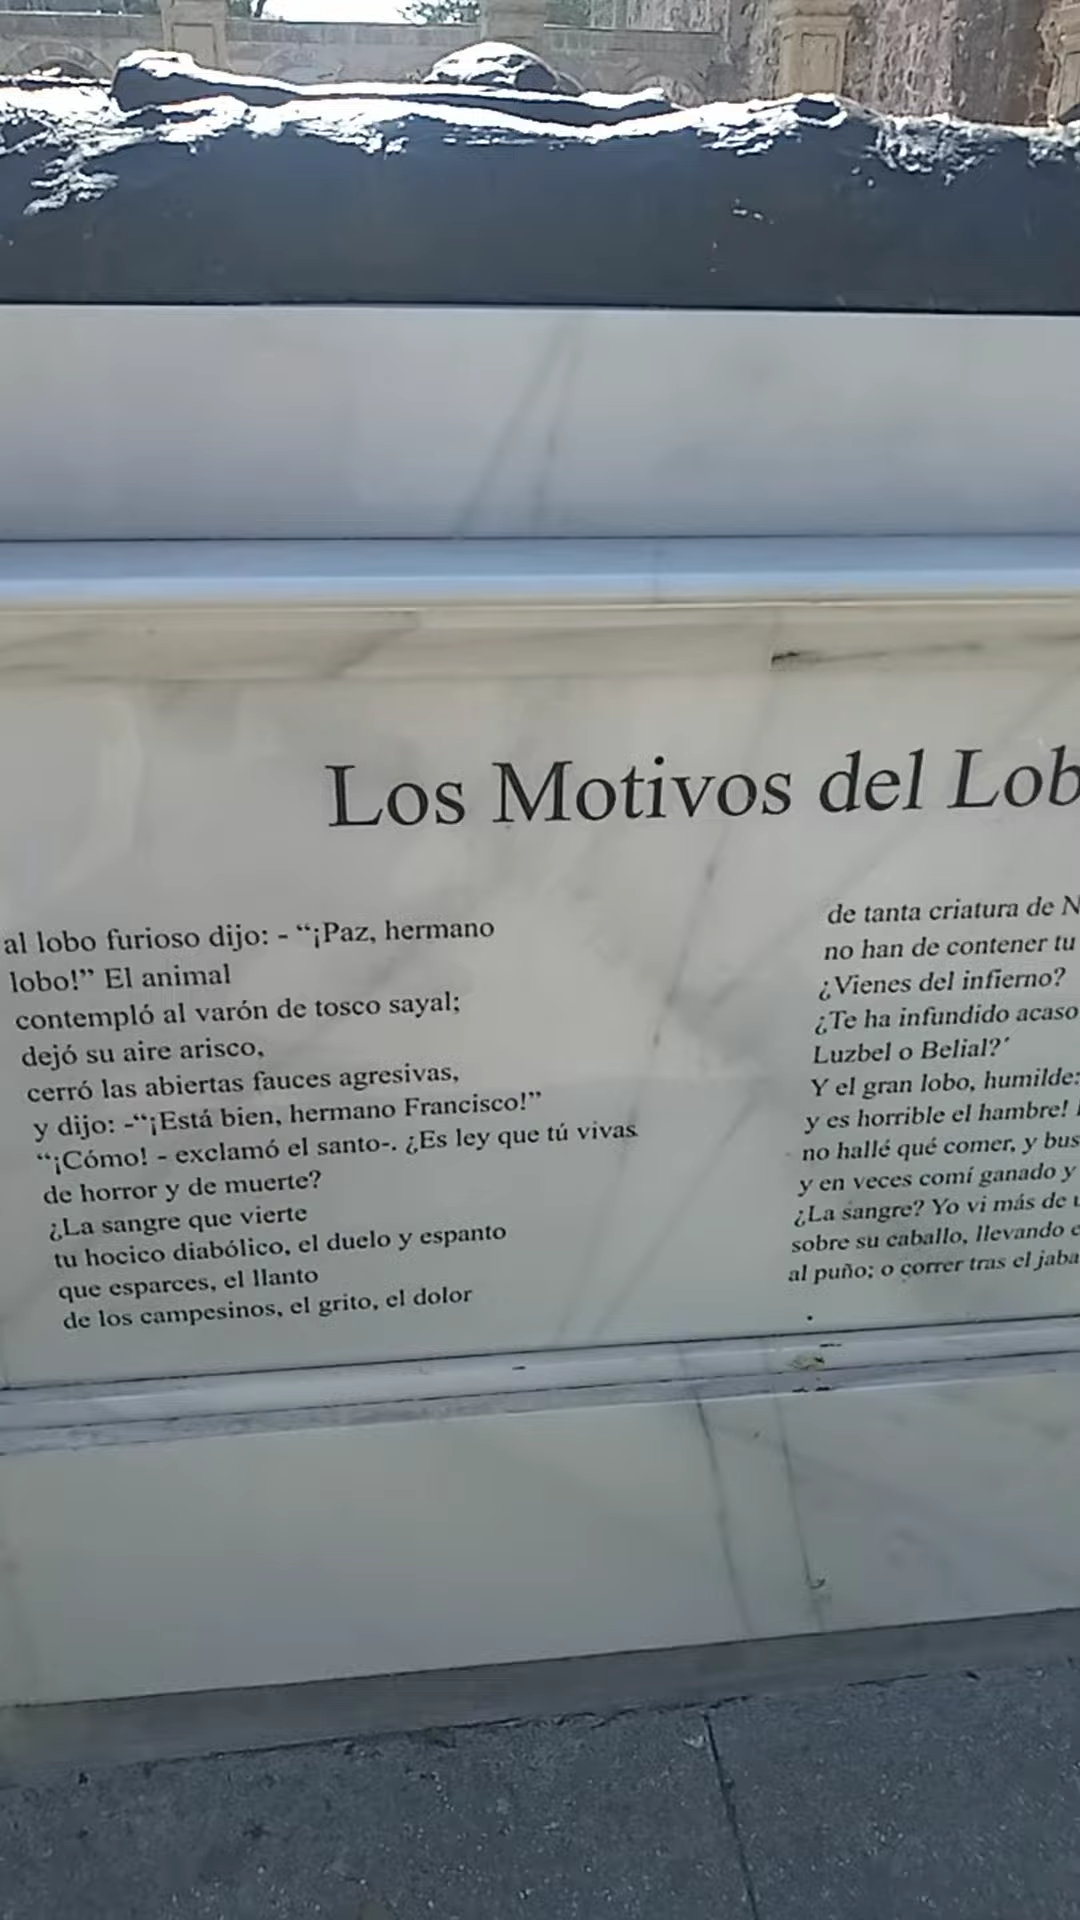 Los Motivos del Lob
al lobo furioso dijo: - “¡Paz, hermano
lobo!” El animal
contempló al varón de tosco sayal;
dejó su aire arisco,
cerró las abiertas fauces agresivas,
y dijo: -“¡Está bien, hermano Francisco!”
“¡Cómo! - exclamó el santo-. ¿Es ley que tú vivas
de horror y de muerte?
¿La sangre que vierte
tu hocico diabólico, el duelo y espanto
que esparces, el llanto
de los campesinos, el grito, el dolor
de tanta criatura de N
no han de contener tu
¿Vienes del infierno?
¿Te ha infundido acaso
Luzbel o Belial?´
Y el gran lobo, humilde:
y es horrible el hambre!
no hallé qué comer, y bus
y en veces comí ganado y
¿La sangre? Yo vi más de
sobre su caballo, llevando e
al puño; o correr tras el jaba